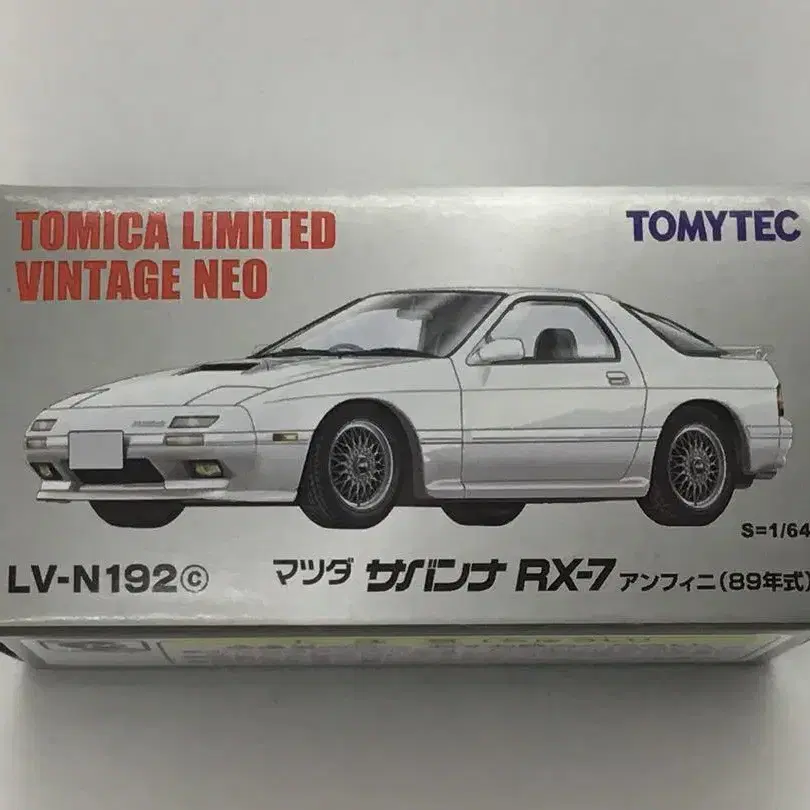 TOMICA LIMITED
VINTAGE NEO
TOMYTEC
S=1/64
LV-N192ⓒ
マツダ サバンナ RX-7 アンフィニ(89年式)